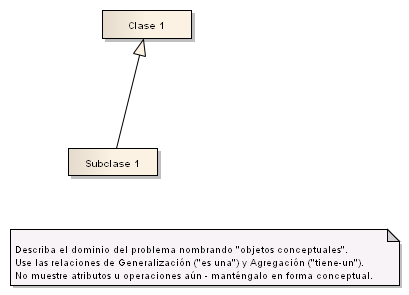 Clase 1
Subclase 1
Describa el dominio del problema nombrando "objetos conceptuales".
Use las relaciones de Generalización ("es una") y Agregación ("tiene-un").
No muestre atributos u operaciones aún - manténgalo en forma conceptual.